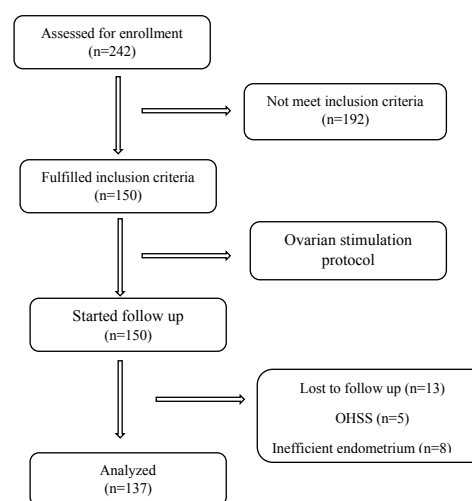 Assessed for enrollment
(n=242)
Not meet inclusion criteria
(n=192)
Fulfilled inclusion criteria
(n=150)
Ovarian stimulation
protocol
Started follow up
(n=150)
Lost to follow up (n=13)
OHSS (n=5)
Inefficient endometrium (n=8)
Analyzed
(n=137)